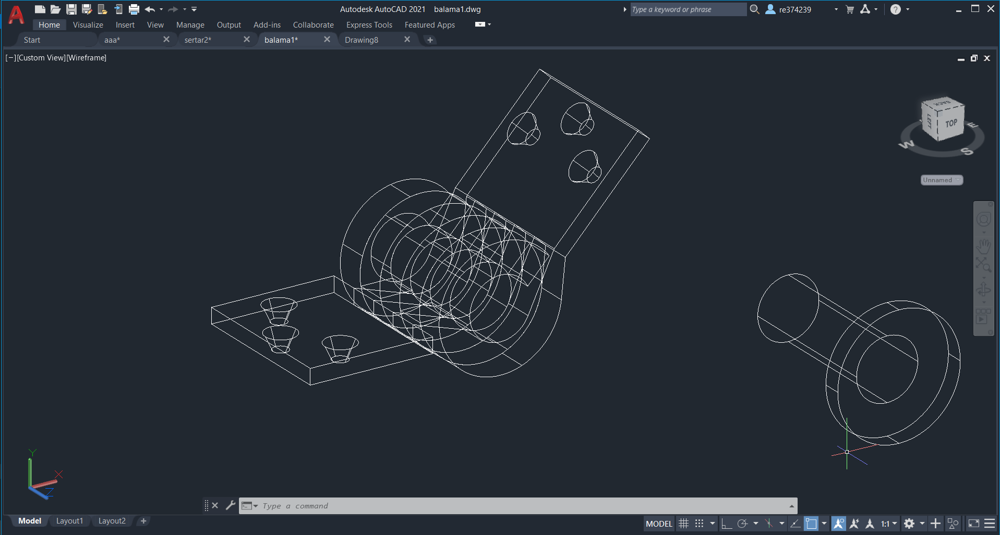 Autodesk AutoCAD 2021 balama1.dwg
Type a keyword or phrase
re374239
Home Visualize Insert View Manage Output Add-ins Collaborate Express Tools Featured Apps
Start aaa* sertar2* balama1* Drawing8
[−][Custom View][Wireframe]
BACK
LEFT
TOP
W
S
E
Unnamed
Y
X
Z
Type a command
Model Layout1 Layout2
MODEL 1:1